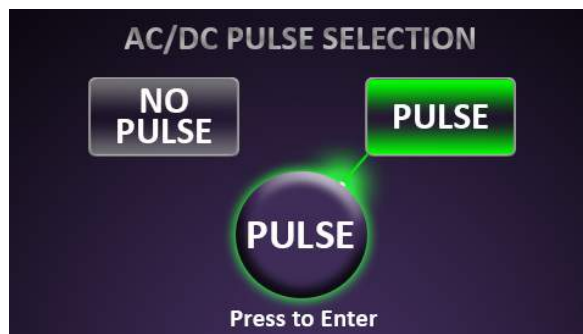 AC/DC PULSE SELECTION
NO
PULSE
PULSE
PULSE
Press to Enter